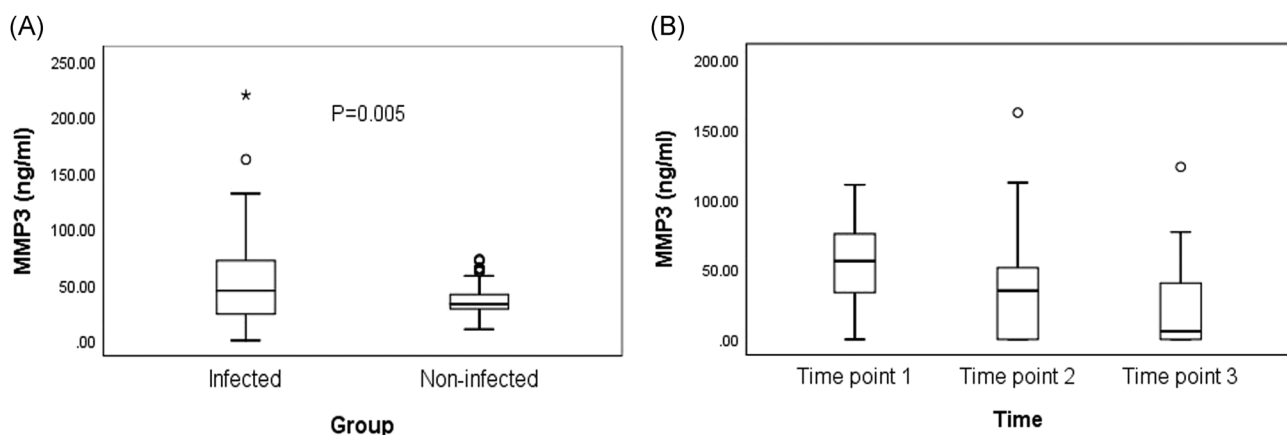 (A)
MMP3 (ng/ml)
250.00
200.00
150.00
100.00
50.00
.00
P=0.005
Infected
Non-infected
Group
(B)
MMP3 (ng/ml)
200.00
150.00
100.00
50.00
.00
Time point 1
Time point 2
Time point 3
Time